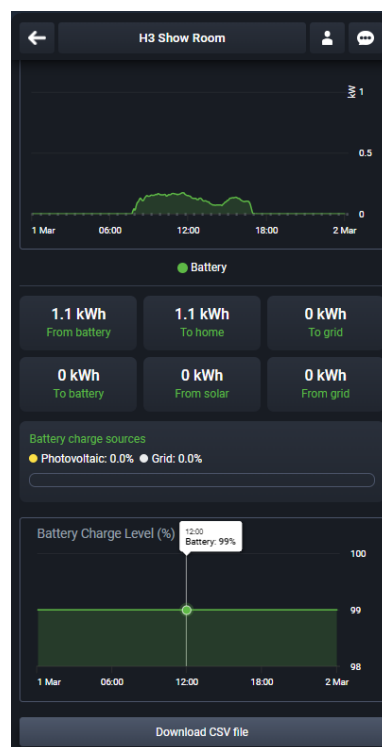 H3 Show Room
kW
1
0.5
0
1 Mar 06:00 12:00 18:00 2 Mar
Battery
1.1 kWh 1.1 kWh 0 kWh
From battery To home To grid
0 kWh 0 kWh 0 kWh
To battery From solar From grid
Battery charge sources
Photovoltaic: 0.0% Grid: 0.0%
Battery Charge Level (%)
12:00
Battery: 99%
100
99
98
1 Mar 06:00 12:00 18:00 2 Mar
Download CSV file